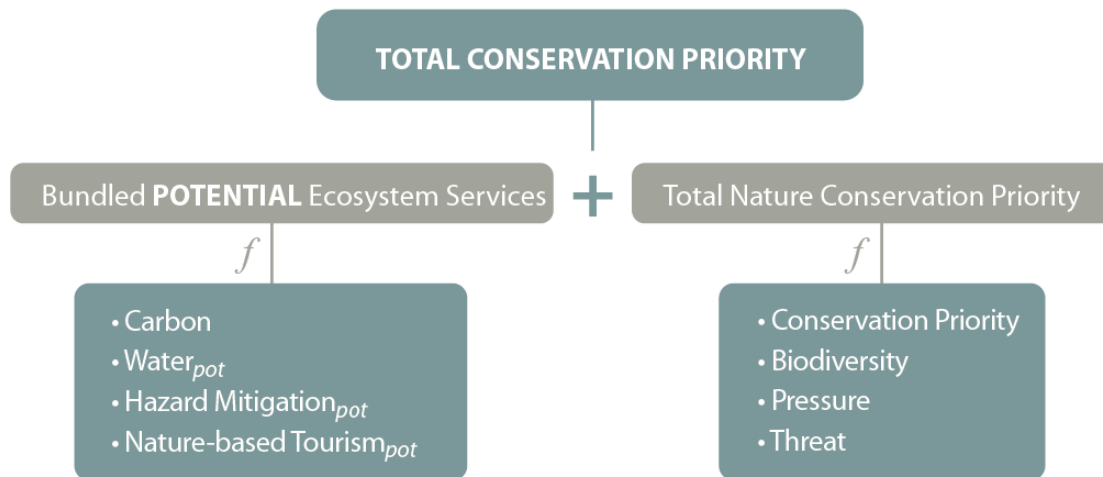 TOTAL CONSERVATION PRIORITY
Bundled POTENTIAL Ecosystem Services + Total Nature Conservation Priority
f f
• Carbon
• Waterpot
• Hazard Mitigationpot
• Nature-based Tourismpot
• Conservation Priority
• Biodiversity
• Pressure
• Threat